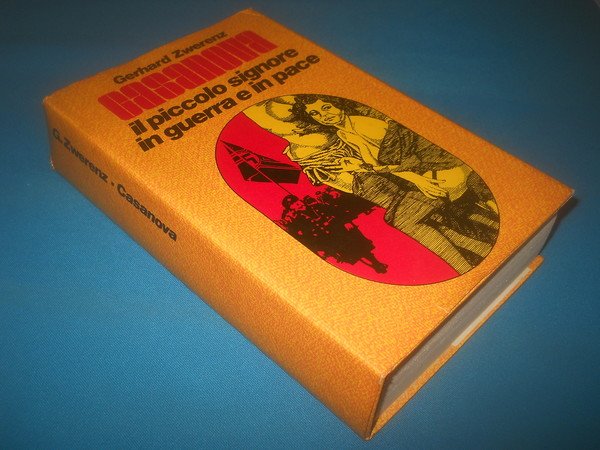 Gerhard Zwerenz
casanova
il piccolo signore
in guerra e in pace
G. Zwerenz · Casanova